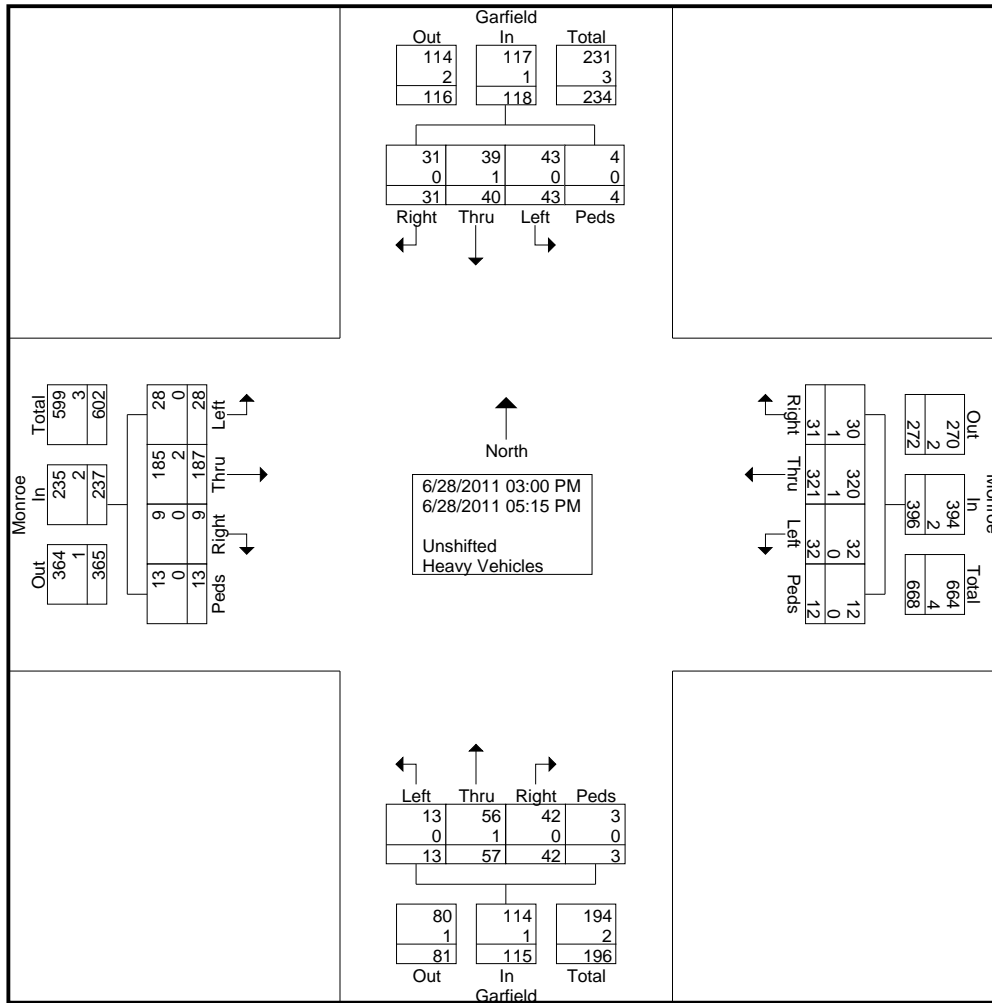 Garfield
Out In Total
114 117 231
2 1 3
116 118 234
31 39 43 4
0 1 0 0
31 40 43 4
Right Thru Left Peds
Monroe
Total In Out
599 235 364
3 2 1
602 237 365
28 185 9 13
0 2 0 0
28 187 9 13
Left Thru Right Peds
North
6/28/2011 03:00 PM
6/28/2011 05:15 PM
Unshifted
Heavy Vehicles
Right Thru Left Peds
31 321 32 12
1 1 0 0
30 320 32 12
272 396 668
2 2 4
270 394 664
Out In Total
Monroe
Left Thru Right Peds
13 56 42 3
0 1 0 0
13 57 42 3
80 114 194
1 1 2
81 115 196
Out In Total
Garfield